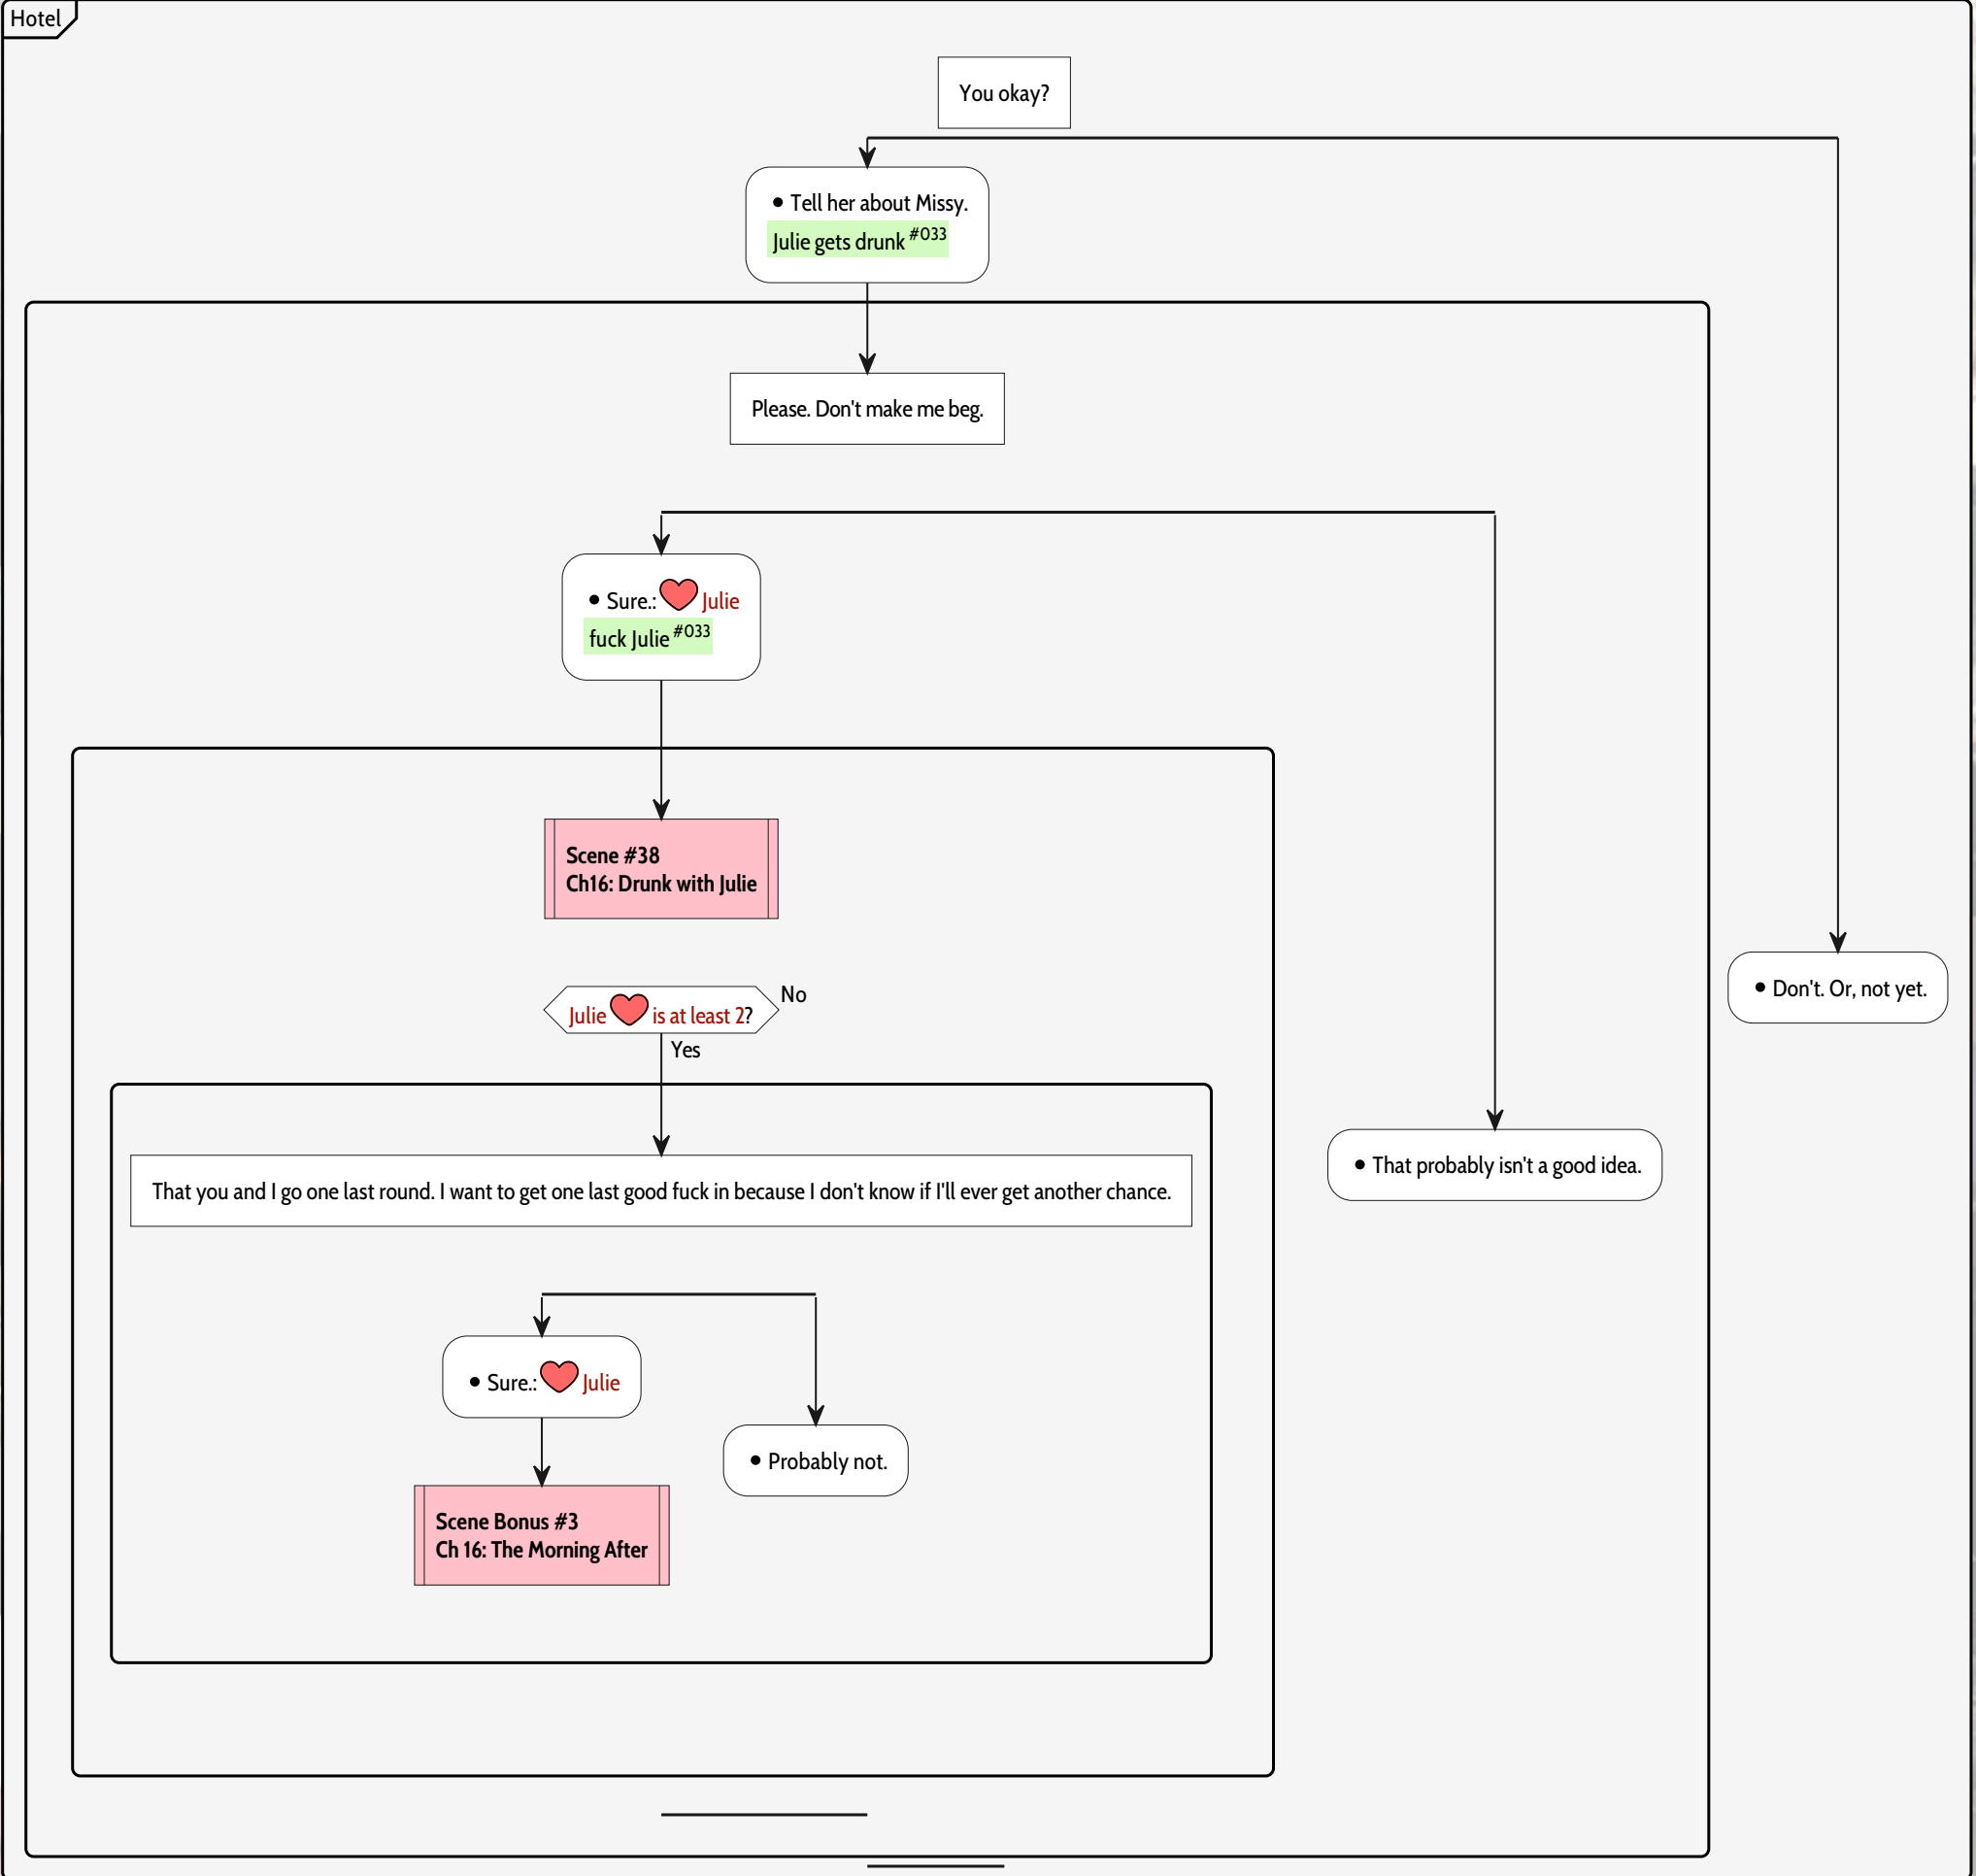 Hotel
You okay?
• Tell her about Missy.
Julie gets drunk #033
Please. Don't make me beg.
• Sure.: Julie
fuck Julie #033
Scene #38
Ch16: Drunk with Julie
No
Julie is at least 2?
Yes
• Don't. Or, not yet.
• That probably isn't a good idea.
That you and I go one last round. I want to get one last good fuck in because I don't know if I'll ever get another chance.
• Sure.: Julie
• Probably not.
Scene Bonus #3
Ch 16: The Morning After